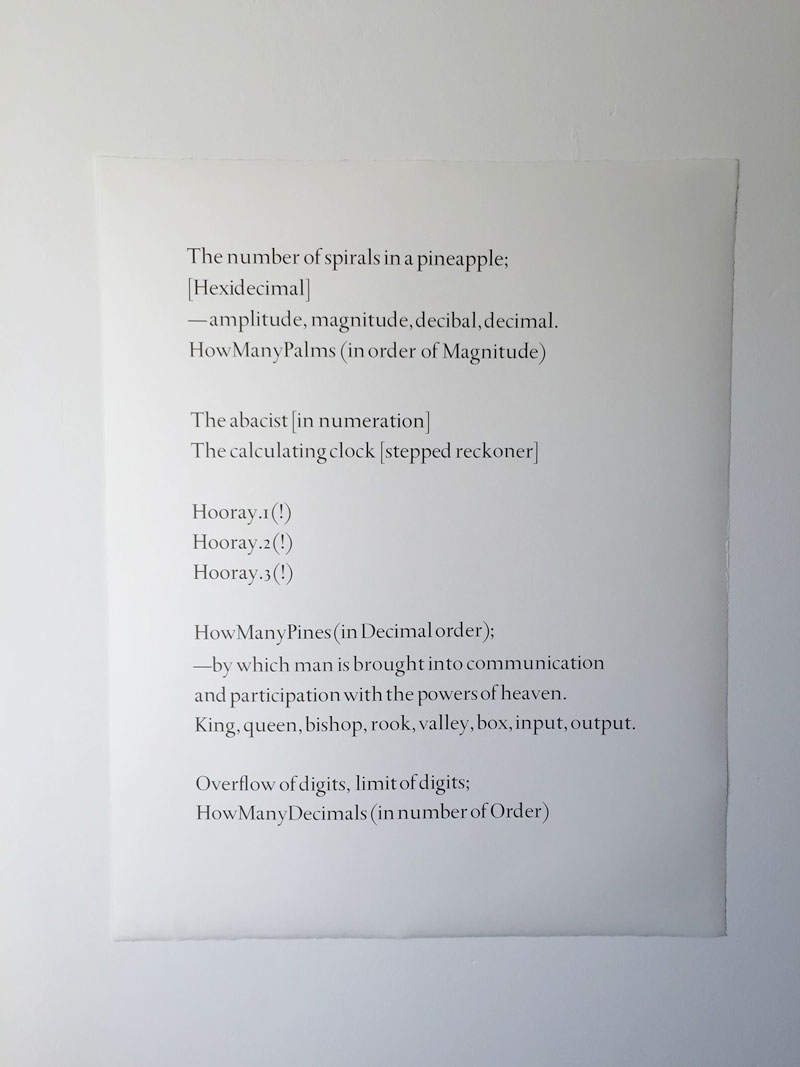 The number of spirals in a pineapple;
[Hexidecimal]
—amplitude, magnitude, decibal, decimal.
HowManyPalms (in order of Magnitude)
The abacist [in numeration]
The calculating clock [stepped reckoner]
Hooray.1(!)
Hooray.2(!)
Hooray.3(!)
HowManyPines (in Decimal order);
—by which man is brought into communication
and participation with the powers of heaven.
King, queen, bishop, rook, valley, box, input, output.
Overflow of digits, limit of digits;
HowManyDecimals (in number of Order)